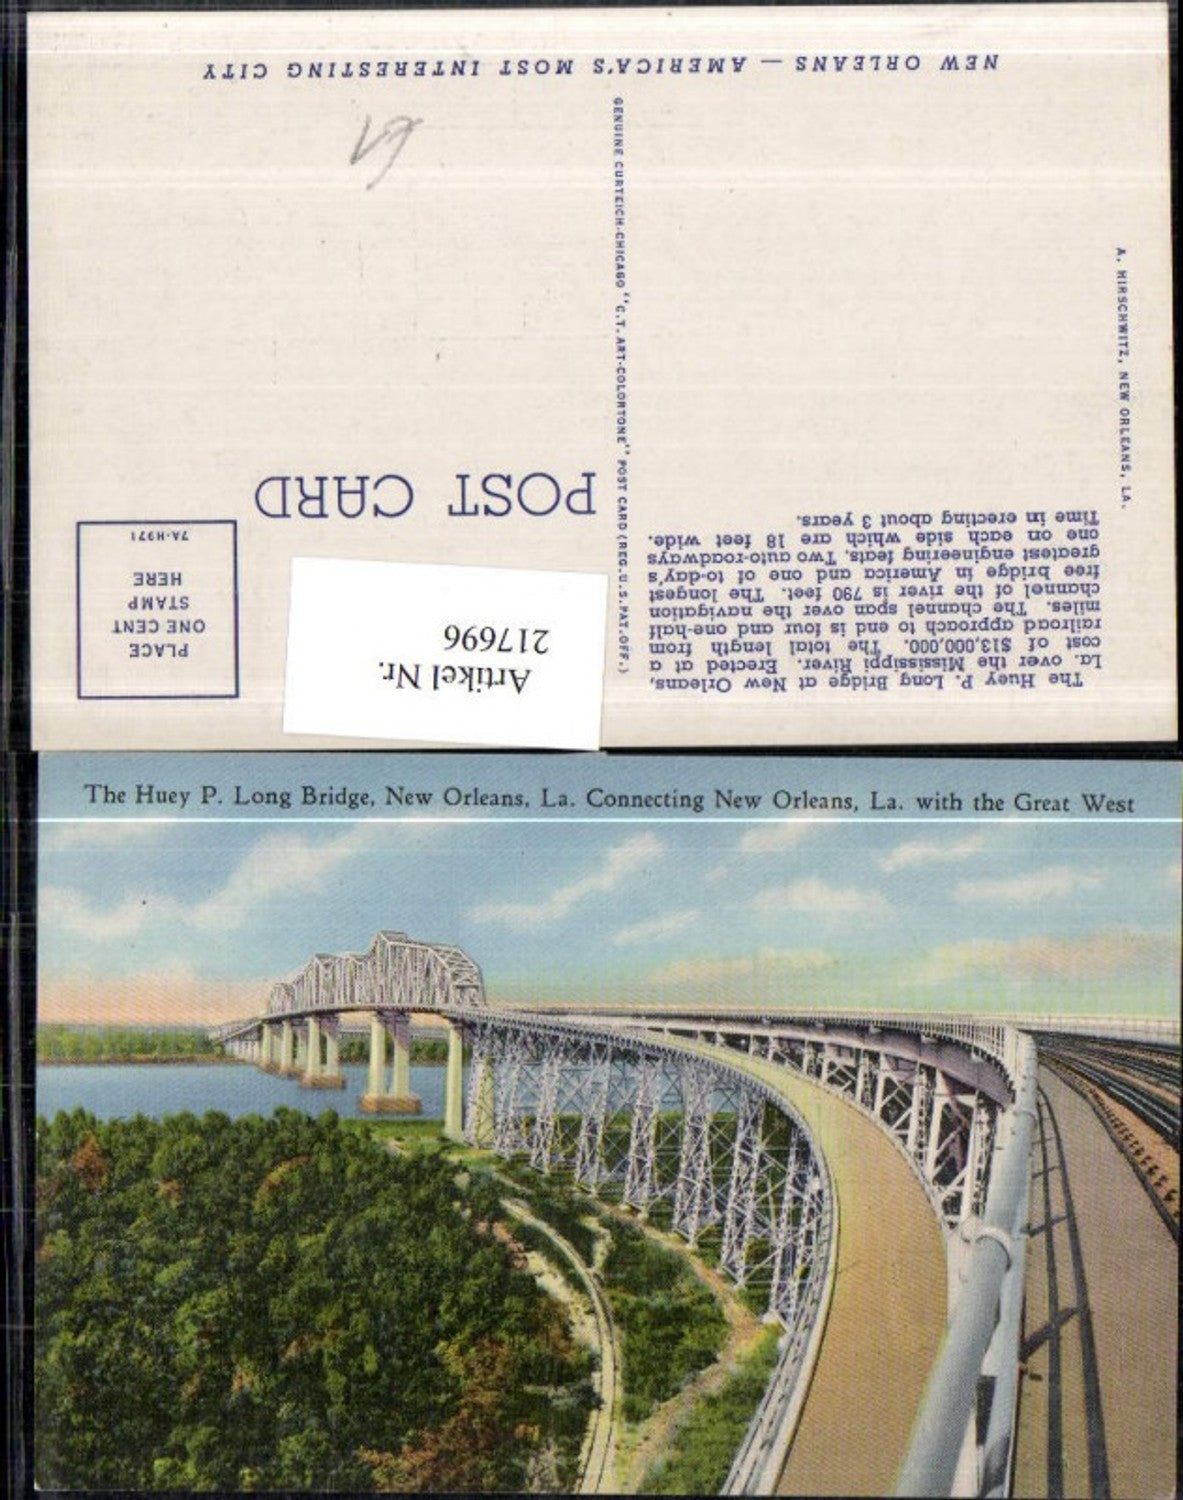 NEW ORLEANS — AMERICA'S MOST INTERESTING CITY
GENUINE CURTEICH-CHICAGO "C.T. ART-COLORTONE" POST CARD (REG. U.S. PAT. OFF.)
A. HIRSCHWITZ, NEW ORLEANS, LA.
POST CARD
PLACE
ONE CENT
STAMP
HERE
7A-H971
Artikel Nr.
217696
The Huey P. Long Bridge at New Orleans,
La. over the Mississippi River. Erected at a
cost of $13,000,000. The total length from
railroad approach to end is four and one-half
miles. The channel span over the navigation
channel of the river is 790 feet. The longest
free bridge in America and one of to-day's
greatest engineering feats. Two auto-roadways
one on each side which are 18 feet wide.
Time in erecting about 3 years.
The Huey P. Long Bridge, New Orleans, La. Connecting New Orleans, La. with the Great West